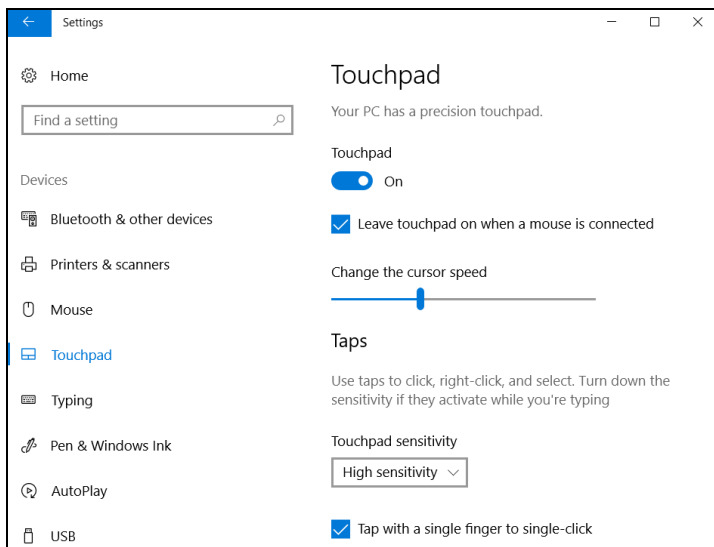 Settings
Home
Find a setting
Devices
Bluetooth & other devices
Printers & scanners
Mouse
Touchpad
Typing
Pen & Windows Ink
AutoPlay
USB
Touchpad
Your PC has a precision touchpad.
Touchpad
On
Leave touchpad on when a mouse is connected
Change the cursor speed
Taps
Use taps to click, right-click, and select. Turn down the
sensitivity if they activate while you're typing
Touchpad sensitivity
High sensitivity
Tap with a single finger to single-click